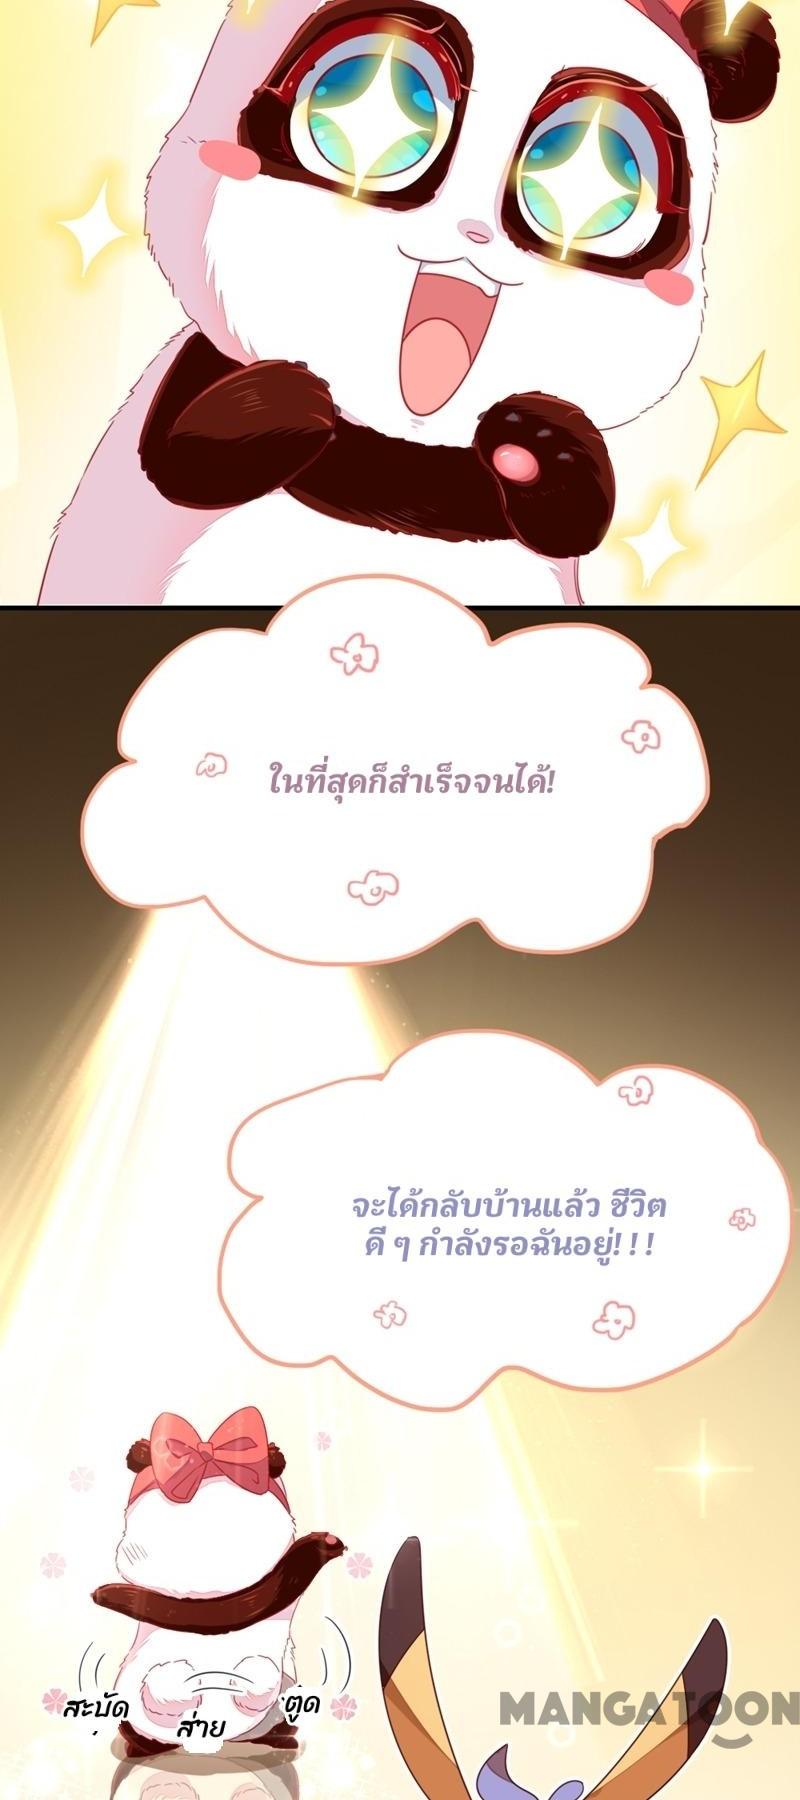 ในที่สุดก็สำเร็จจนได้!
จะได้กลับบ้านแล้ว ชีวิต
ดี ๆ กำลังรอฉันอยู่!!!
สะบัด
ส่าย
ตูด
MANGATOON